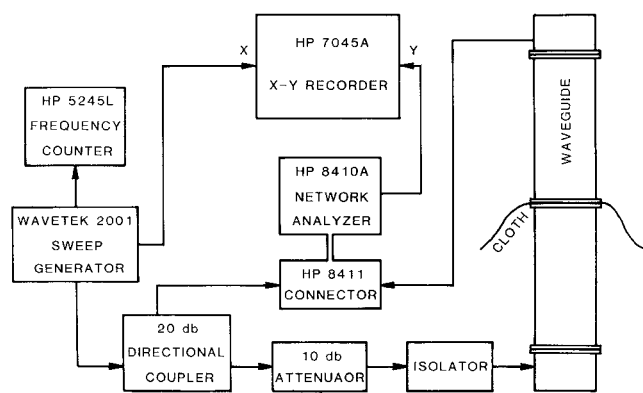 X
HP 7045A
X-Y RECORDER
Y
HP 5245L
FREQUENCY
COUNTER
WAVEGUIDE
HP 8410A
NETWORK
ANALYZER
WAVETEK 2001
SWEEP
GENERATOR
CLOTH
HP 8411
CONNECTOR
20 db
DIRECTIONAL
COUPLER
10 db
ATTENUAOR
ISOLATOR